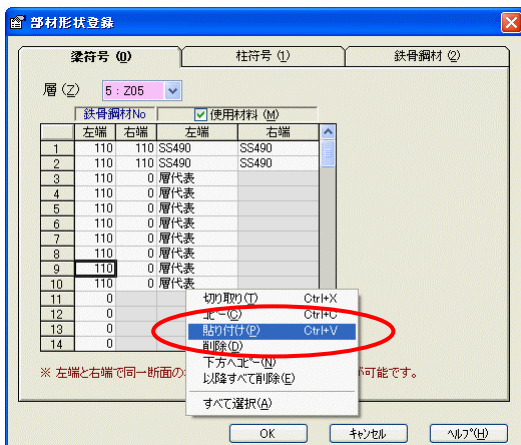 部材形状登録
梁符号 (0) 柱符号 (1) 鉄骨鋼材 (2)
層(Z) 5 : Z05
鉄骨鋼材No 使用材料 (M)
左端 右端 左端 右端
1 110 110 SS490 SS490
2 110 110 SS490 SS490
3 110 0 層代表
4 110 0 層代表
5 110 0 層代表
6 110 0 層代表
7 110 0 層代表
8 110 0 層代表
9 110 0 層代表
10 110 0 層代表
11 0
12 0
13 0
14 0
切り取り(T) Ctrl+X
コピー(C) Ctrl+C
貼り付け(P) Ctrl+V
削除(D)
下方へコピー(N)
以降すべて削除(E)
すべて選択(A)
※ 左端と右端で同一断面の が可能です。
OK キャンセル ヘルプ(H)